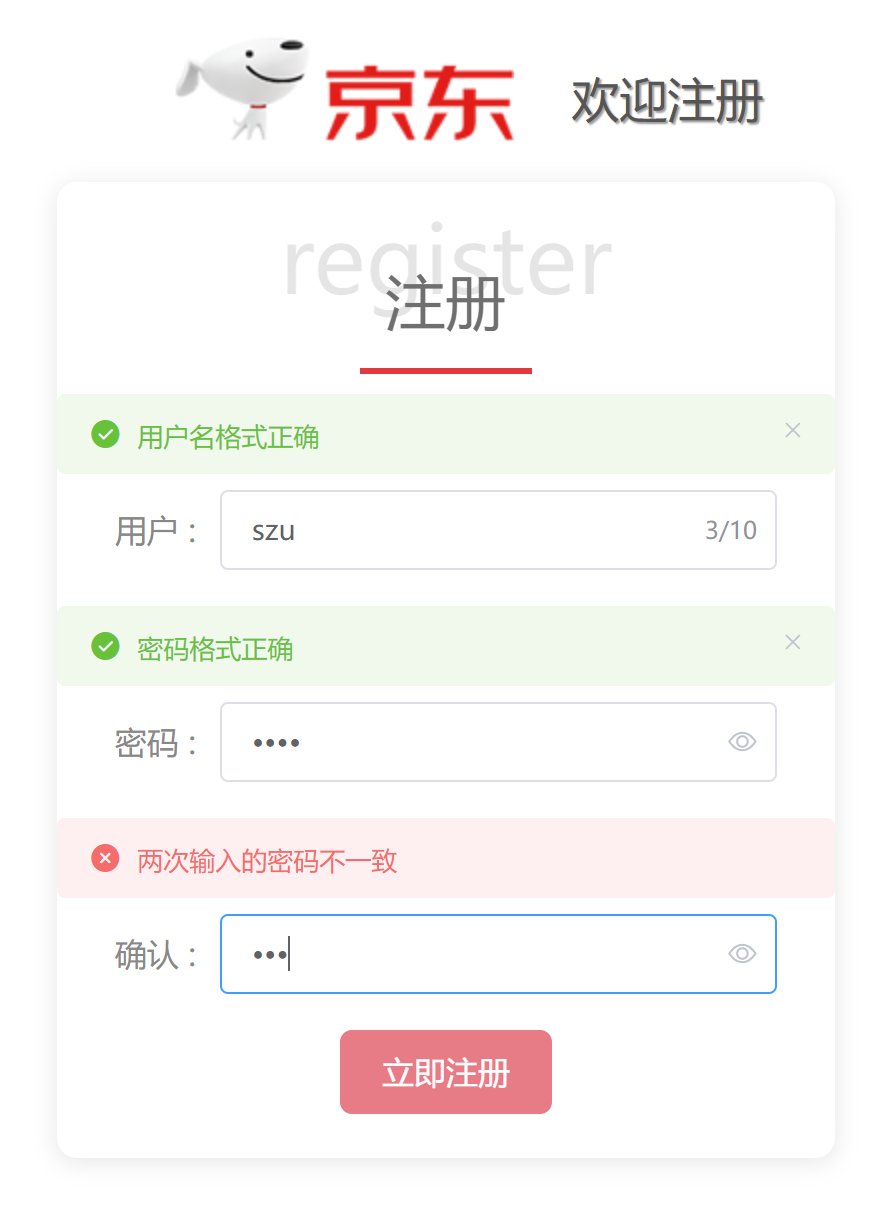 京东 欢迎注册
register
注册
用户名格式正确
用户： szu 3/10
密码格式正确
密码： ••••
两次输入的密码不一致
确认： •••
立即注册